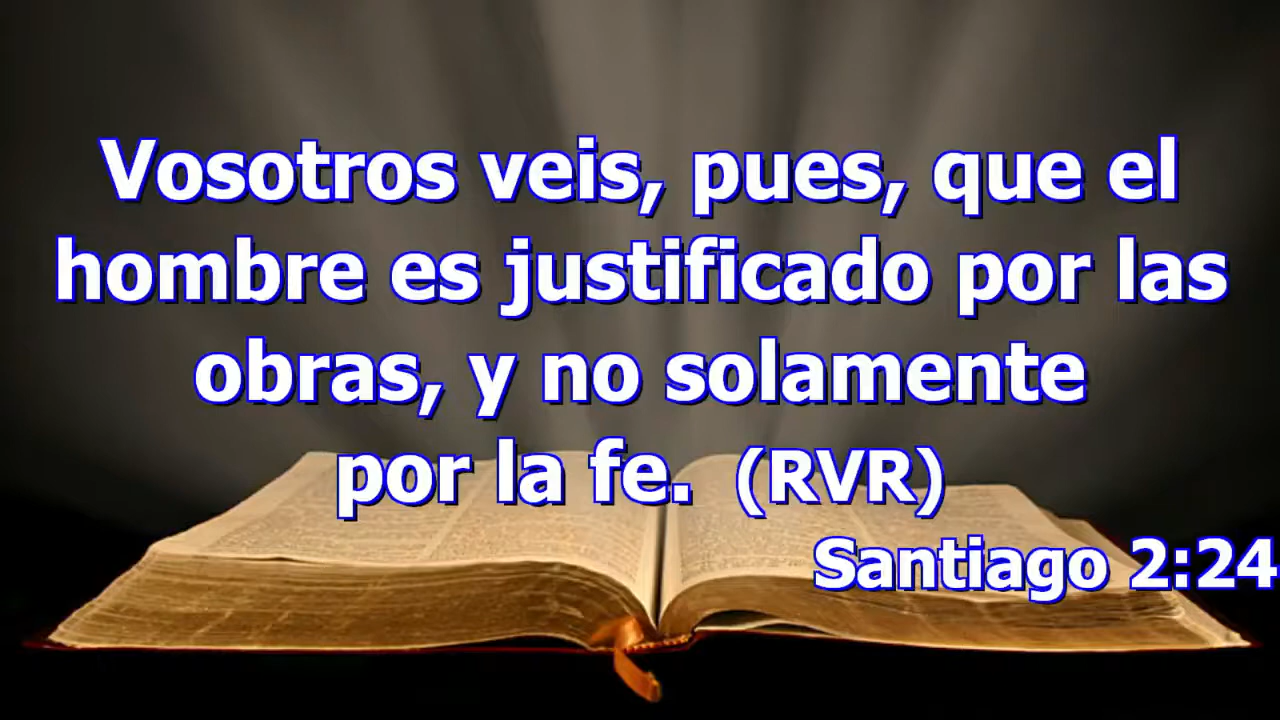 Vosotros veis, pues, que el
hombre es justificado por las
obras, y no solamente
por la fe. (RVR)
Santiago 2:24